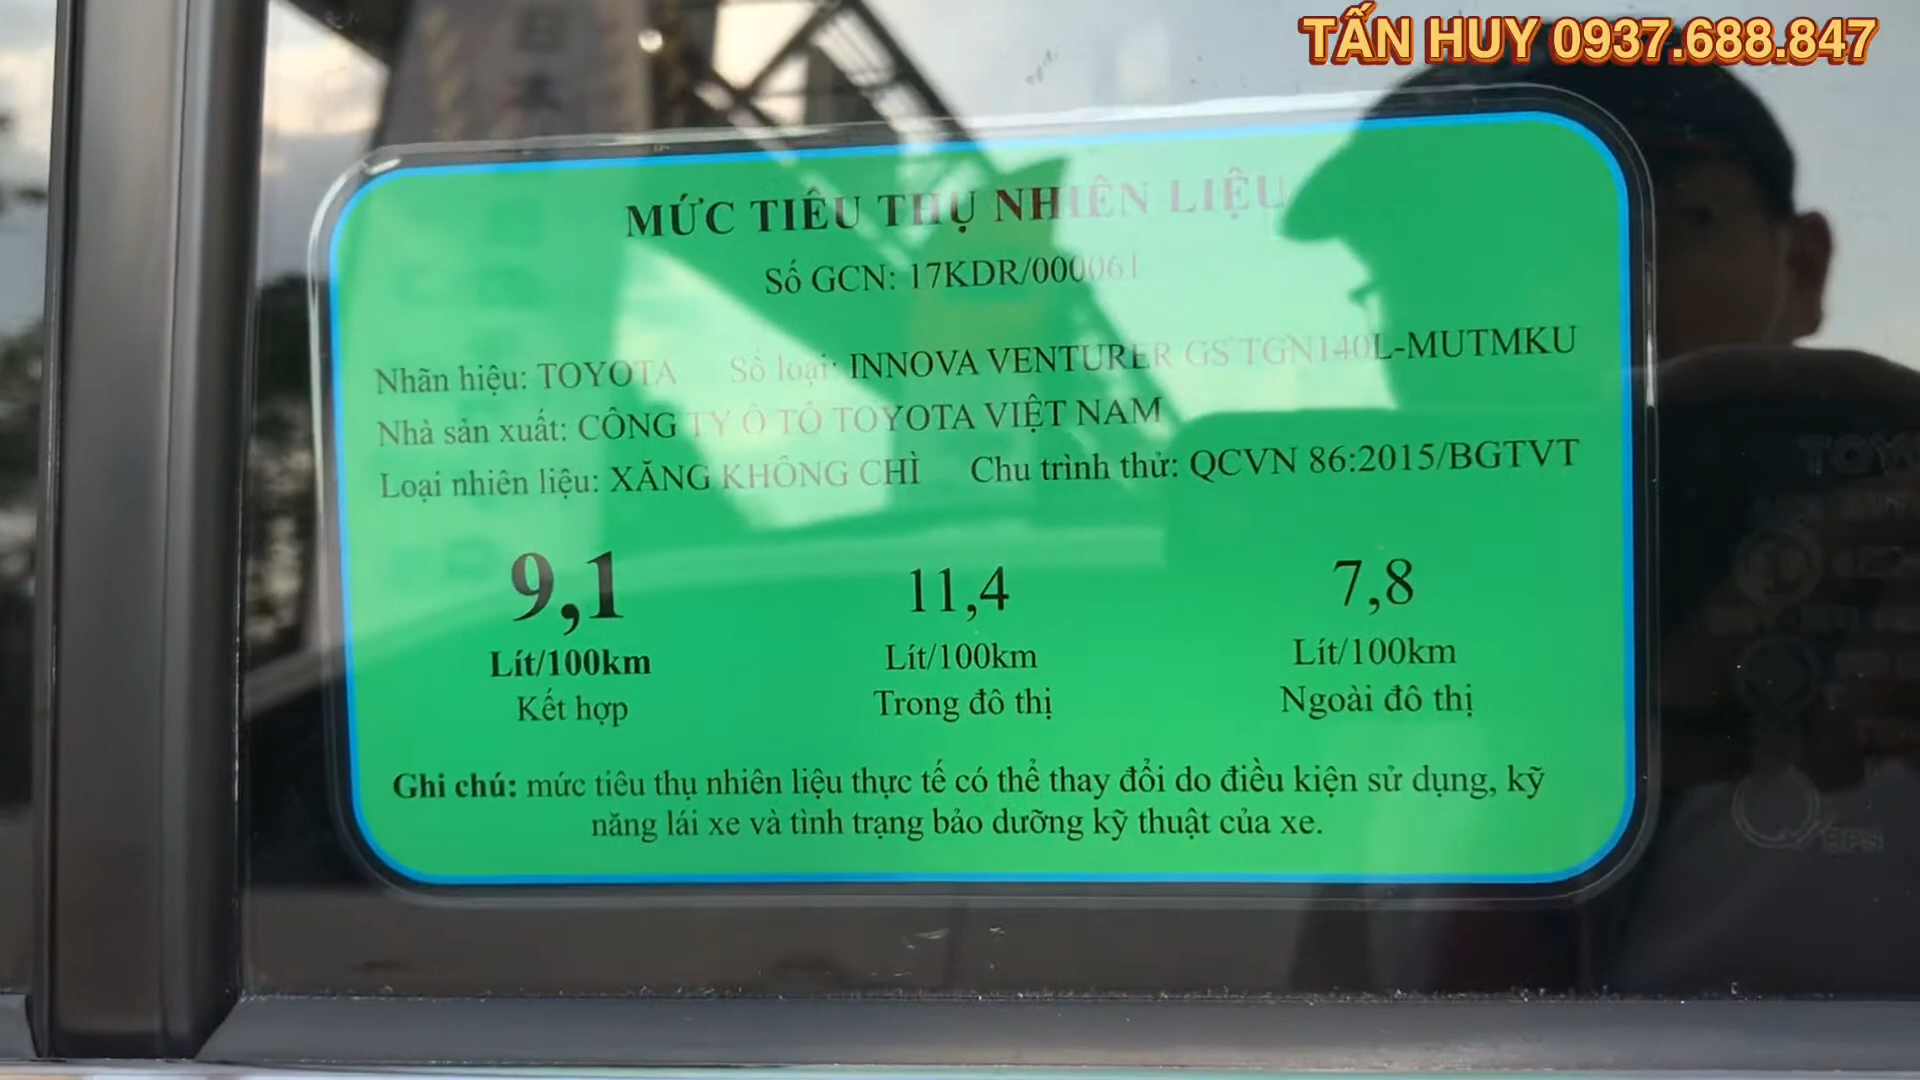 TẤN HUY 0937.688.847
MỨC TIÊU THỤ NHIÊN LIỆU
Số GCN: 17KDR/000061
Nhãn hiệu: TOYOTA Số loại: INNOVA VENTURER GS TGN140L-MUTMKU
Nhà sản xuất: CÔNG TY Ô TÔ TOYOTA VIỆT NAM
Loại nhiên liệu: XĂNG KHÔNG CHÌ Chu trình thử: QCVN 86:2015/BGTVT
9,1 11,4 7,8
Lít/100km Lít/100km Lít/100km
Kết hợp Trong đô thị Ngoài đô thị
Ghi chú: mức tiêu thụ nhiên liệu thực tế có thể thay đổi do điều kiện sử dụng, kỹ
năng lái xe và tình trạng bảo dưỡng kỹ thuật của xe.